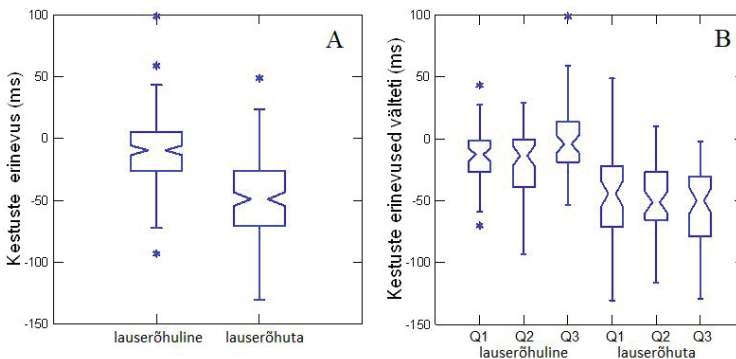 A
Kestuste erinevus (ms)
100
50
0
-50
-100
-150
lauserõhuline lauserõhuta
B
Kestuste erinevused välteti (ms)
100
50
0
-50
-100
-150
Q1 Q2 Q3 Q1 Q2 Q3
lauserõhuline lauserõhuta